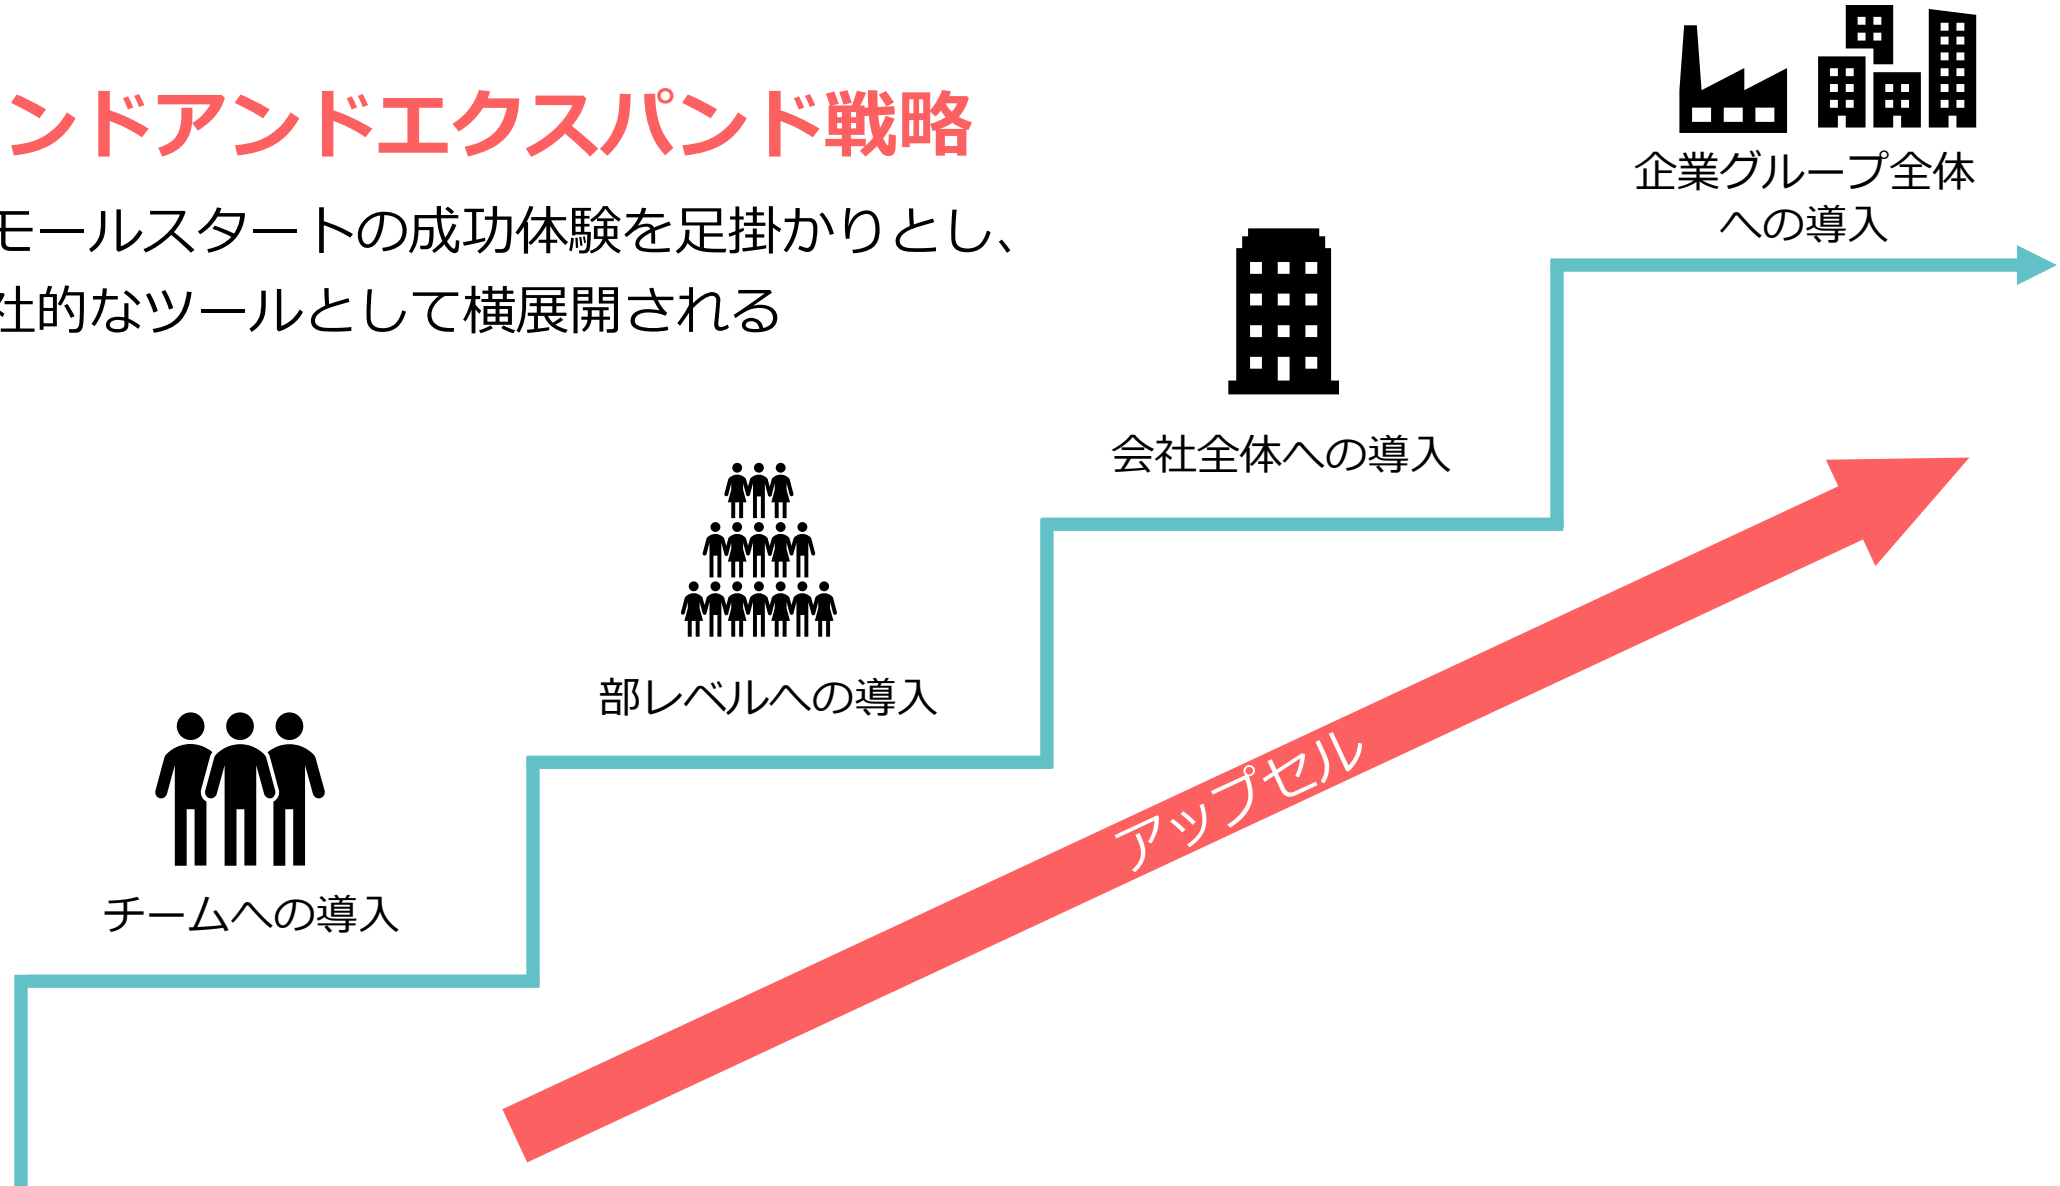 ンドアンドエクスパンド戦略
モールスタートの成功体験を足掛かりとし、
社的なツールとして横展開される
企業グループ全体
への導入
会社全体への導入
部レベルへの導入
チームへの導入
アップセル